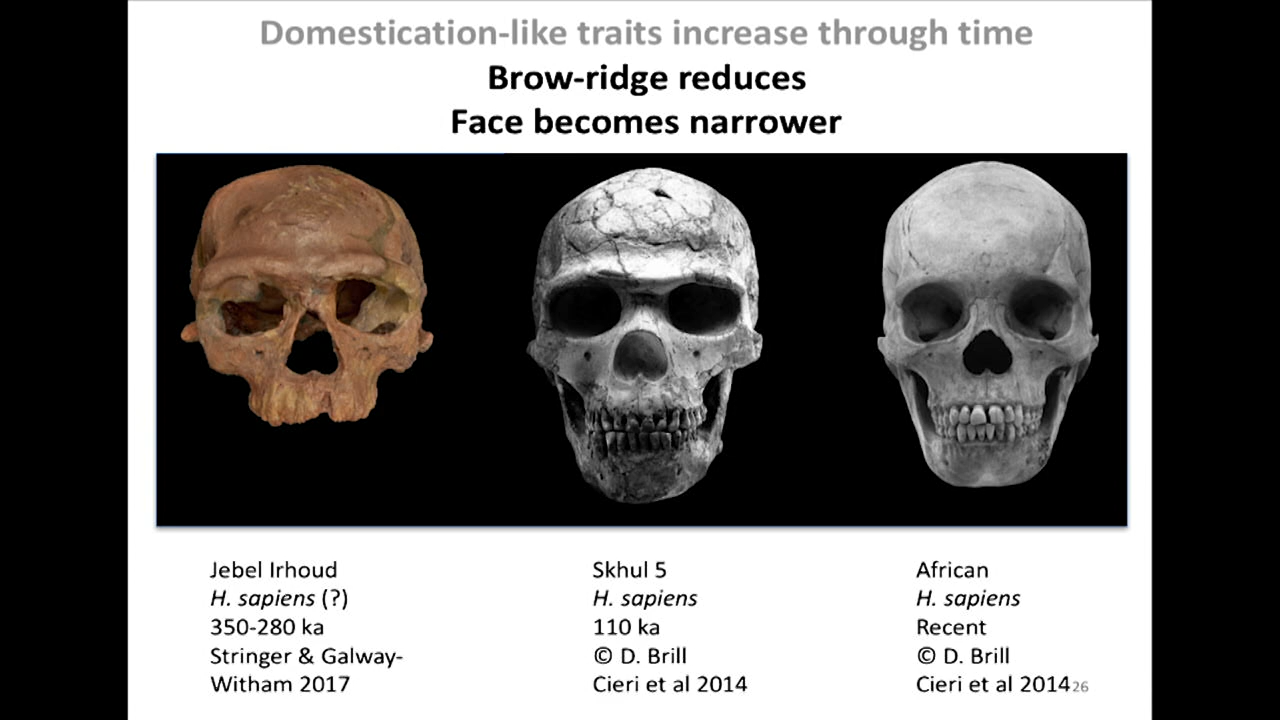 Domestication-like traits increase through time
Brow-ridge reduces
Face becomes narrower
Jebel Irhoud
H. sapiens (?)
350-280 ka
Stringer & Galway-
Witham 2017
Skhul 5
H. sapiens
110 ka
© D. Brill
Cieri et al 2014
African
H. sapiens
Recent
© D. Brill
Cieri et al 2014
26